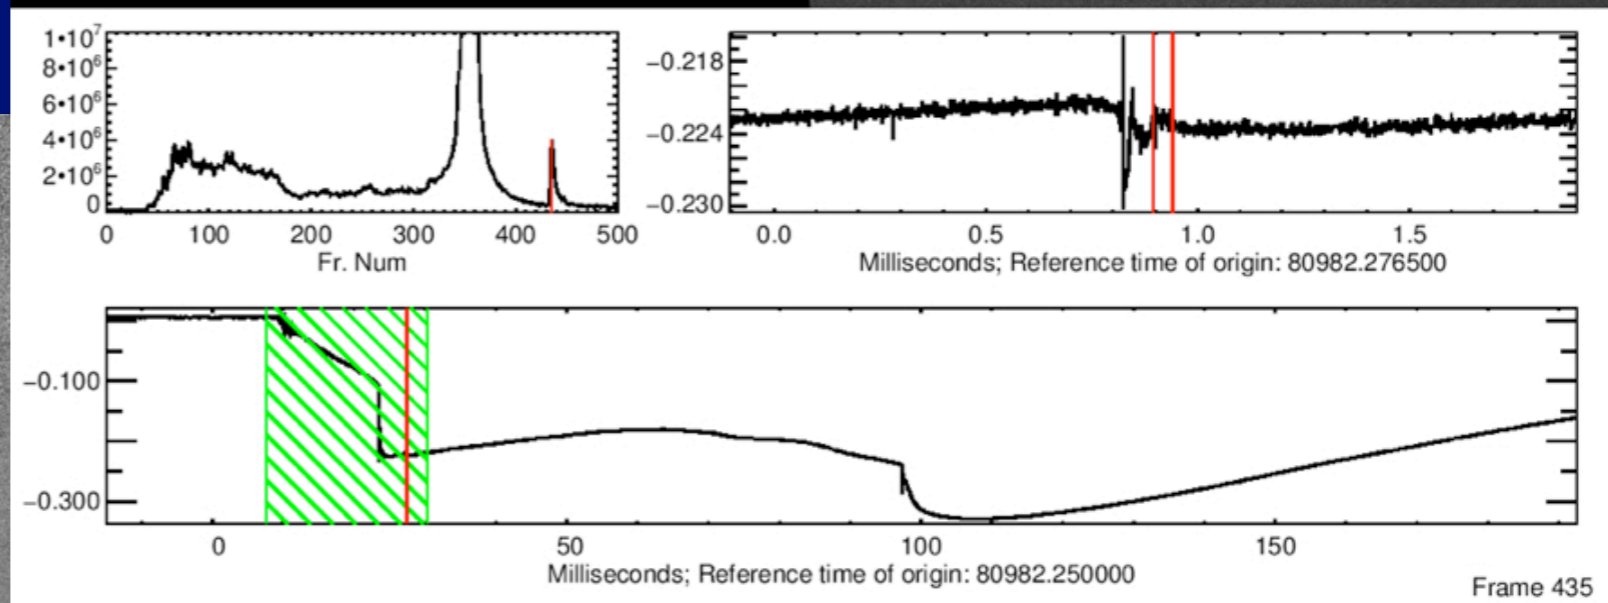 1•10⁷
8•10⁶
6•10⁶
4•10⁶
2•10⁶
0
0 100 200 300 400 500
Fr. Num
−0.218
−0.224
−0.230
0.0 0.5 1.0 1.5
Milliseconds; Reference time of origin: 80982.276500
−0.100
−0.300
0 50 100 150
Milliseconds; Reference time of origin: 80982.250000
Frame 435